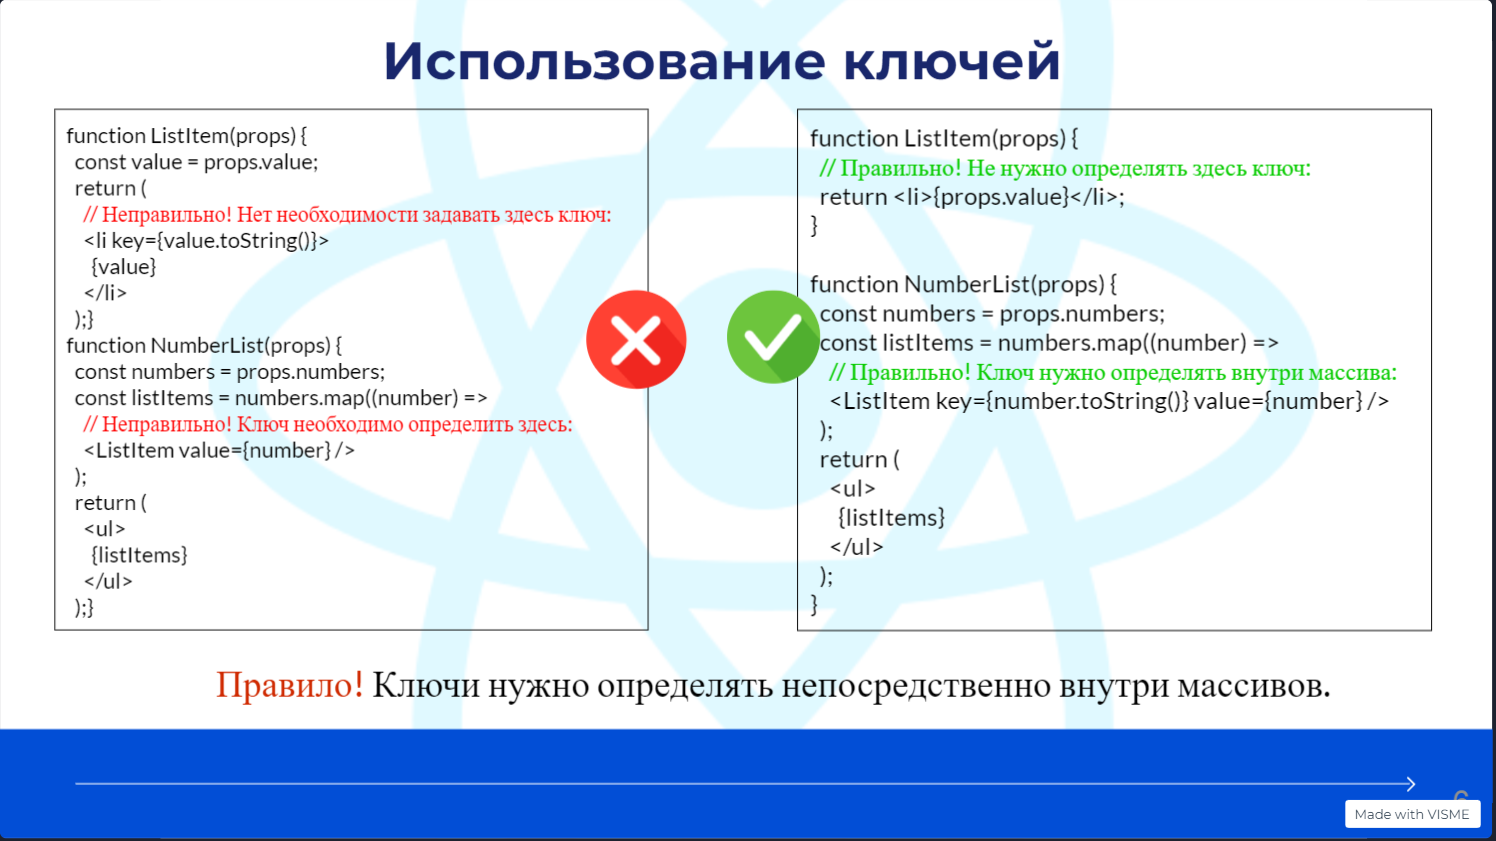 Использование ключей
function ListItem(props) {
const value = props.value;
return (
// Неправильно! Нет необходимости задавать здесь ключ:
<li key={value.toString()}>
{value}
</li>
);}
function NumberList(props) {
const numbers = props.numbers;
const listItems = numbers.map((number) =>
// Неправильно! Ключ необходимо определить здесь:
<ListItem value={number} />
);
return (
<ul>
{listItems}
</ul>
);}
function ListItem(props) {
// Правильно! Не нужно определять здесь ключ:
return <li>{props.value}</li>;
}
function NumberList(props) {
const numbers = props.numbers;
const listItems = numbers.map((number) =>
// Правильно! Ключ нужно определять внутри массива:
<ListItem key={number.toString()} value={number} />
);
return (
<ul>
{listItems}
</ul>
);
}
Правило! Ключи нужно определять непосредственно внутри массивов.
6
Made with VISME